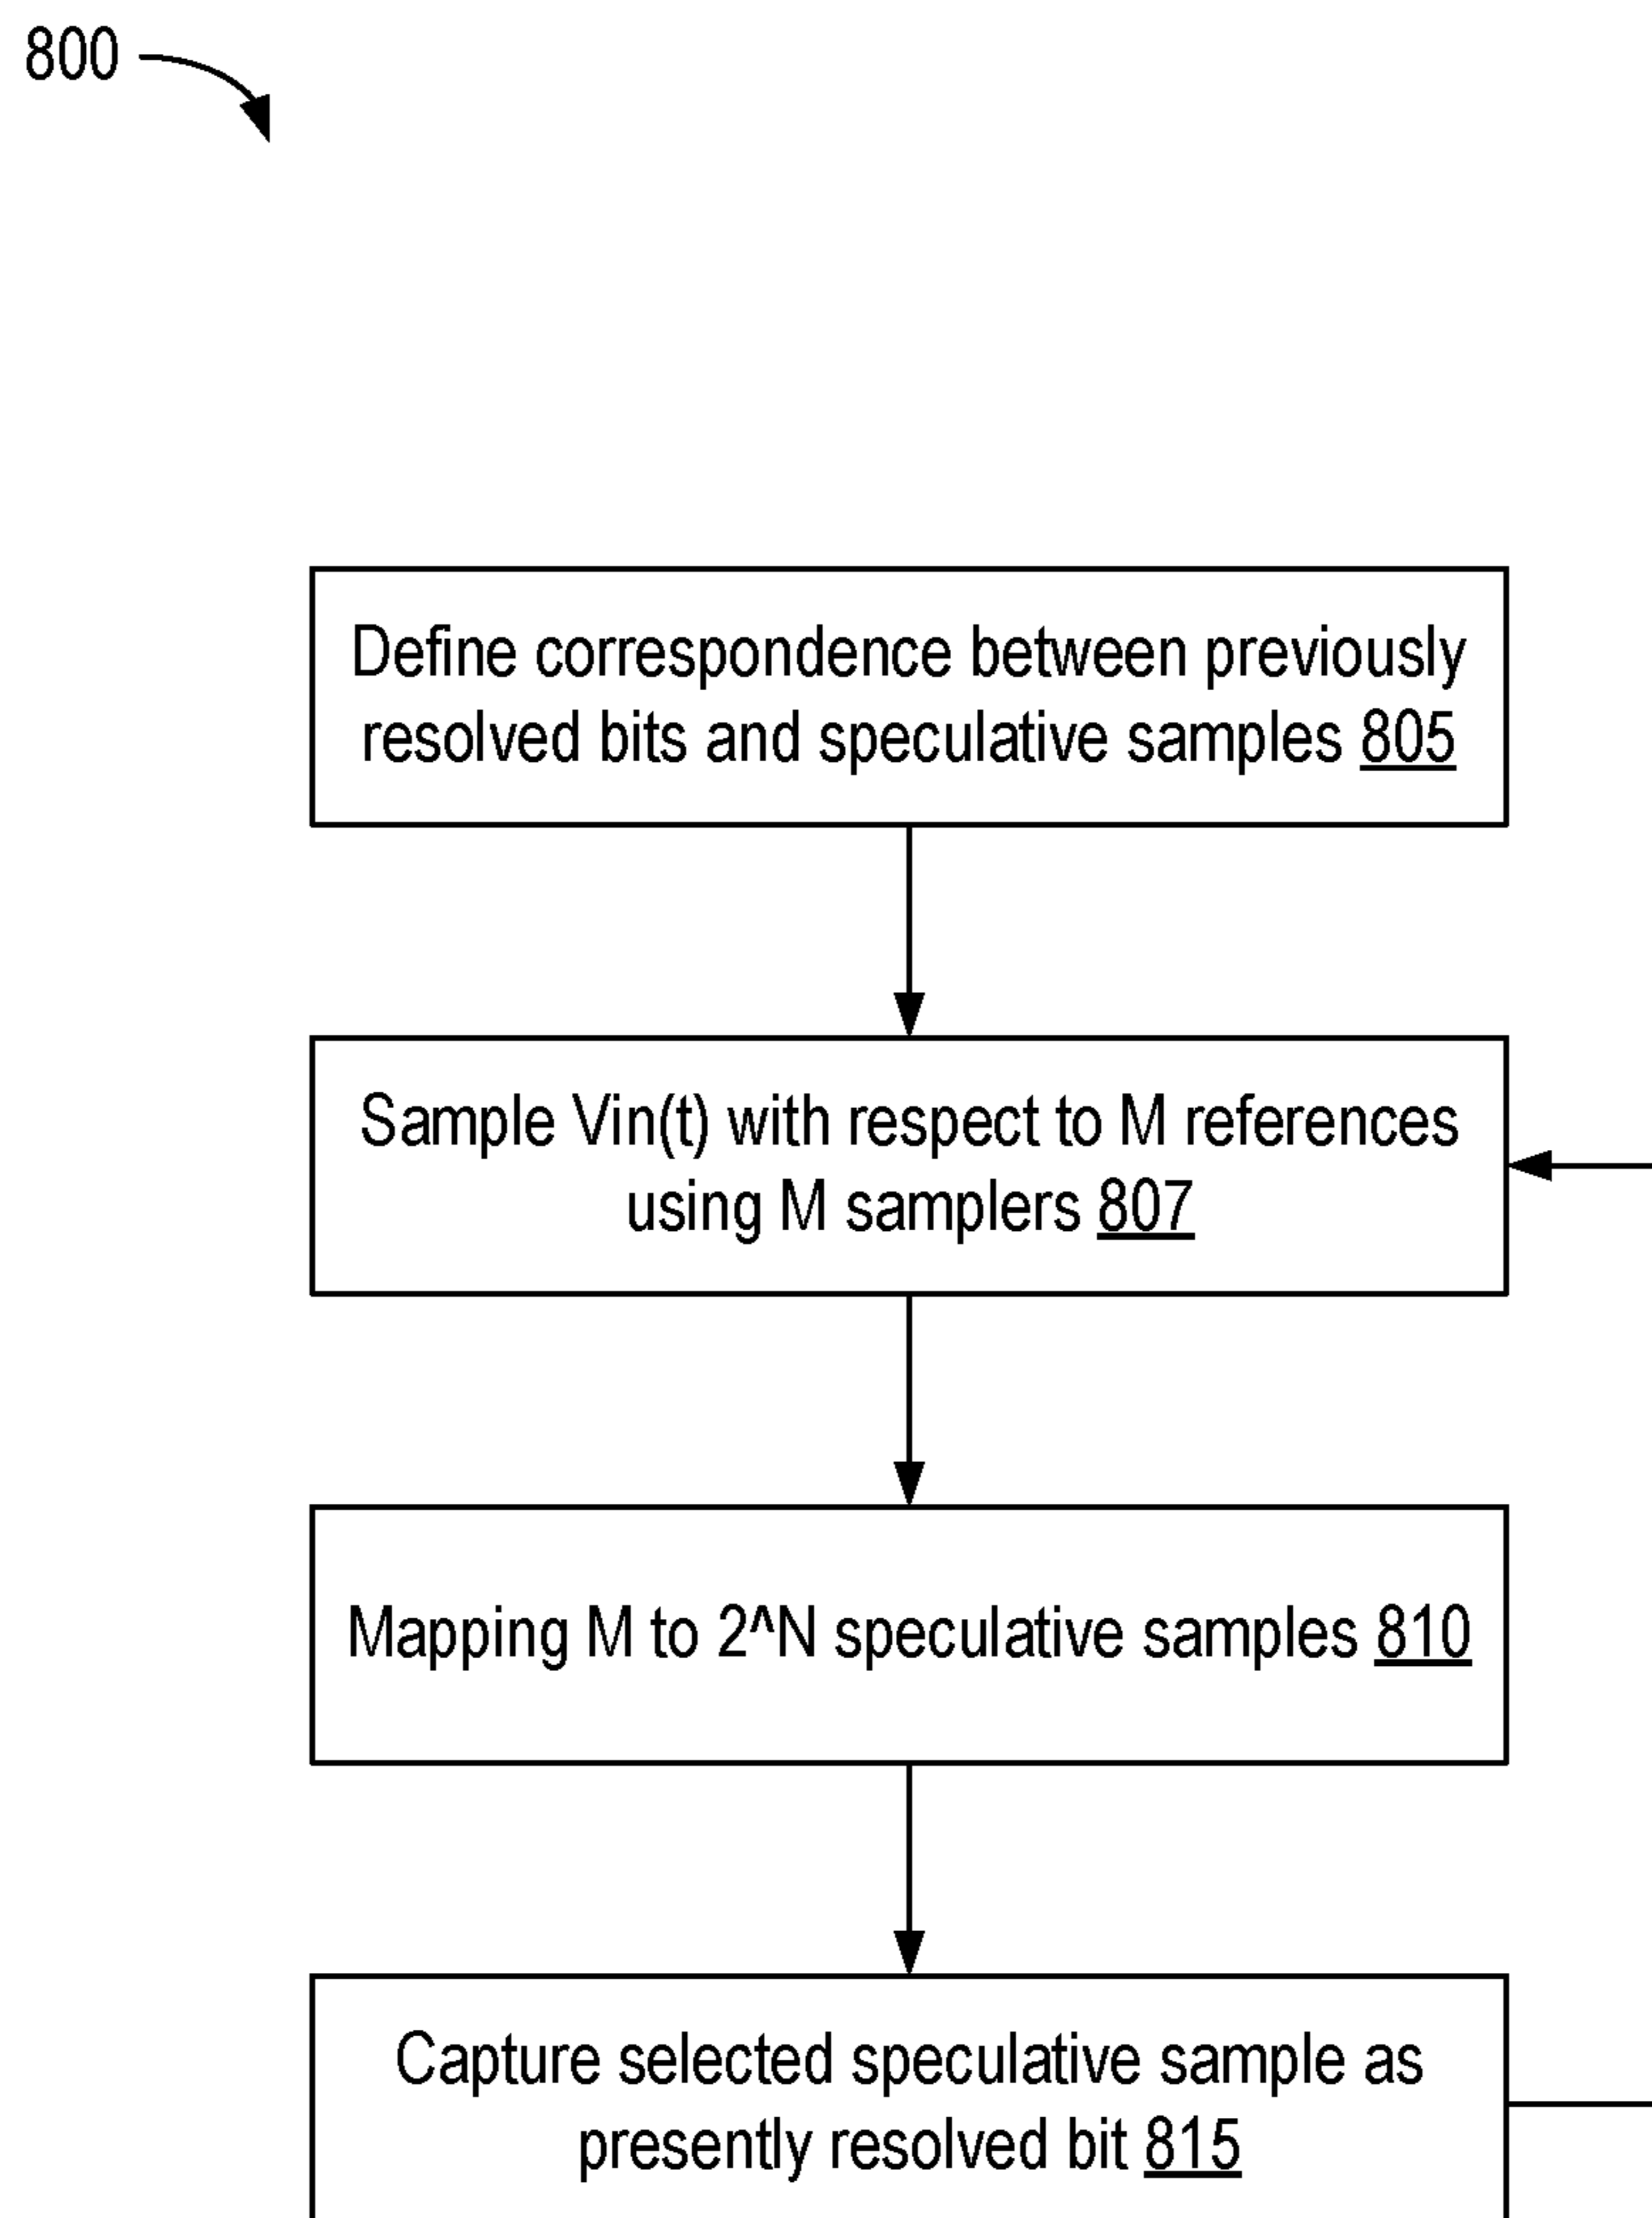 800
Define correspondence between previously
resolved bits and speculative samples 805
Sample Vin(t) with respect to M references
using M samplers 807
Mapping M to 2^N speculative samples 810
Capture selected speculative sample as
presently resolved bit 815